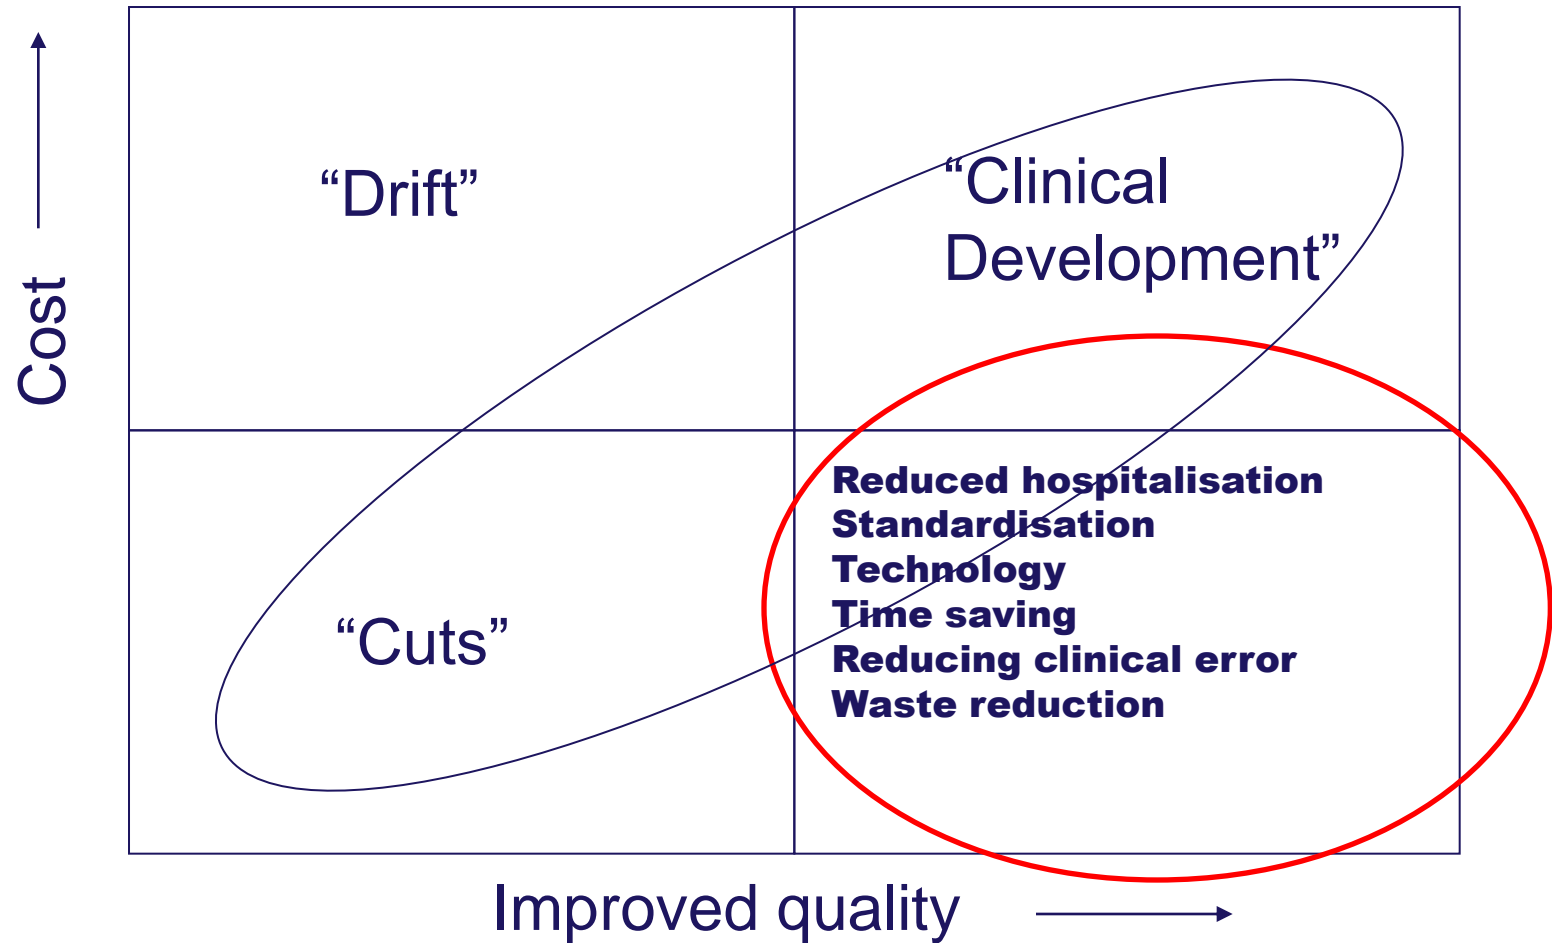 Cost
“Drift”
“Clinical
Development”
“Cuts”
Reduced hospitalisation
Standardisation
Technology
Time saving
Reducing clinical error
Waste reduction
Improved quality